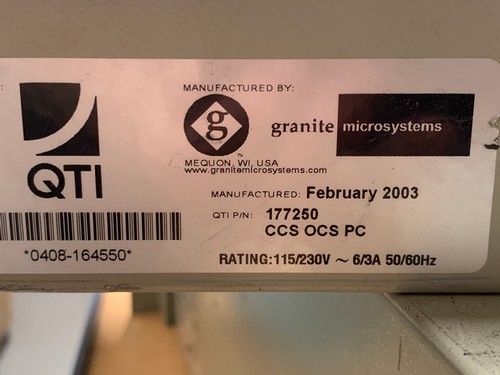 :
QTI
*0408-164550*
MANUFACTURED BY:
g
granite microsystems
MEQUON, WI, USA
www.granitemicrosystems.com
MANUFACTURED: February 2003
QTI P/N: 177250
CCS OCS PC
RATING:115/230V ~ 6/3A 50/60Hz